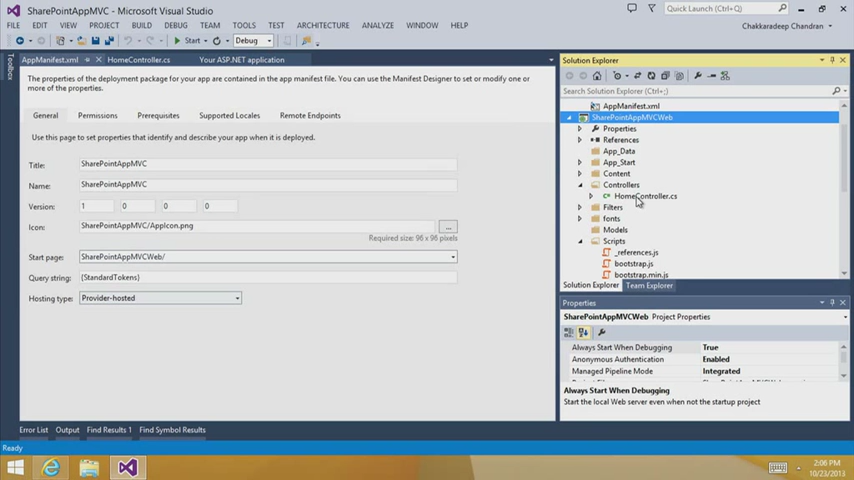 SharePointAppMVC - Microsoft Visual Studio
Quick Launch (Ctrl+;)
FILE EDIT VIEW PROJECT BUILD DEBUG TEAM TOOLS TEST ARCHITECTURE ANALYZE WINDOW HELP
Chakkaradeep Chandran
Start Debug
Toolbox
AppManifest.xml HomeController.cs Your ASP.NET application
The properties of the deployment package for your app are contained in the app manifest file. You can use the Manifest Designer to set or modify one or
more of the properties.
General Permissions Prerequisites Supported Locales Remote Endpoints
Use this page to set properties that identify and describe your app when it is deployed.
Title: SharePointAppMVC
Name: SharePointAppMVC
Version: 1 0 0 0
Icon: SharePointAppMVC/AppIcon.png ...
Required size: 96 x 96 pixels
Start page: SharePointAppMVCWeb/
Query string: {StandardTokens}
Hosting type: Provider-hosted
Solution Explorer
Search Solution Explorer (Ctrl+;)
AppManifest.xml
SharePointAppMVCWeb
Properties
References
App_Data
App_Start
Content
Controllers
HomeController.cs
Filters
fonts
Models
Scripts
_references.js
bootstrap.js
bootstrap.min.js
Solution Explorer Team Explorer
Properties
SharePointAppMVCWeb Project Properties
Always Start When Debugging True
Anonymous Authentication Enabled
Managed Pipeline Mode Integrated
Always Start When Debugging
Start the local Web server even when not the startup project
Error List Output Find Results 1 Find Symbol Results
Ready
2:06 PM
10/23/2013